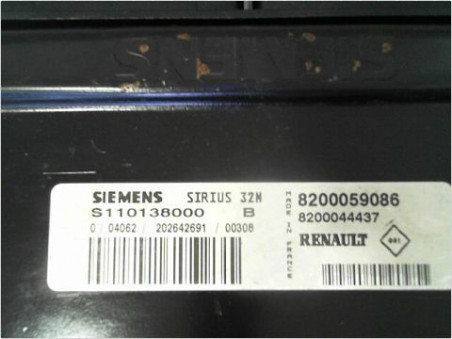 SIEMENS
SIEMENS SIRIUS 32N
S110138000 B
0 / 04062 / 202642691 / 00308
MADE IN FRANCE
8200059086
8200044437
RENAULT